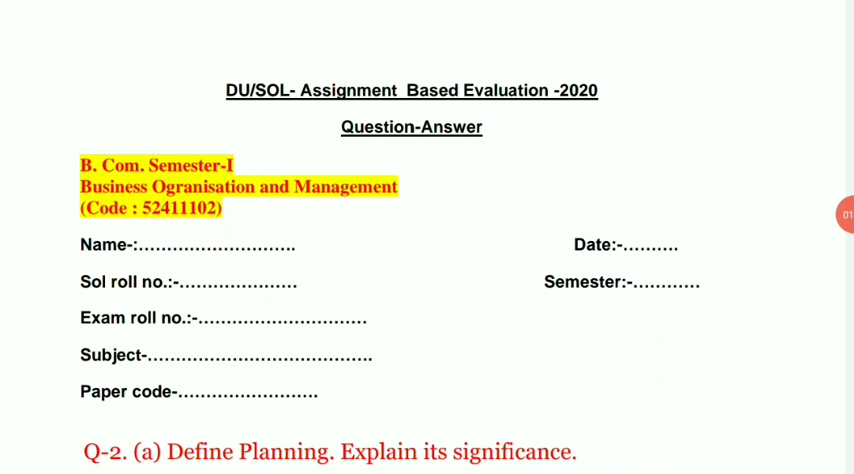 DU/SOL- Assignment Based Evaluation -2020
Question-Answer
B. Com. Semester-I
Business Ogranisation and Management
(Code : 52411102)
Name-:............................ Date:-..........
Sol roll no.:-..................... Semester:-............
Exam roll no.:-..............................
Subject-........................................
Paper code-.........................
Q-2. (a) Define Planning. Explain its significance.
01